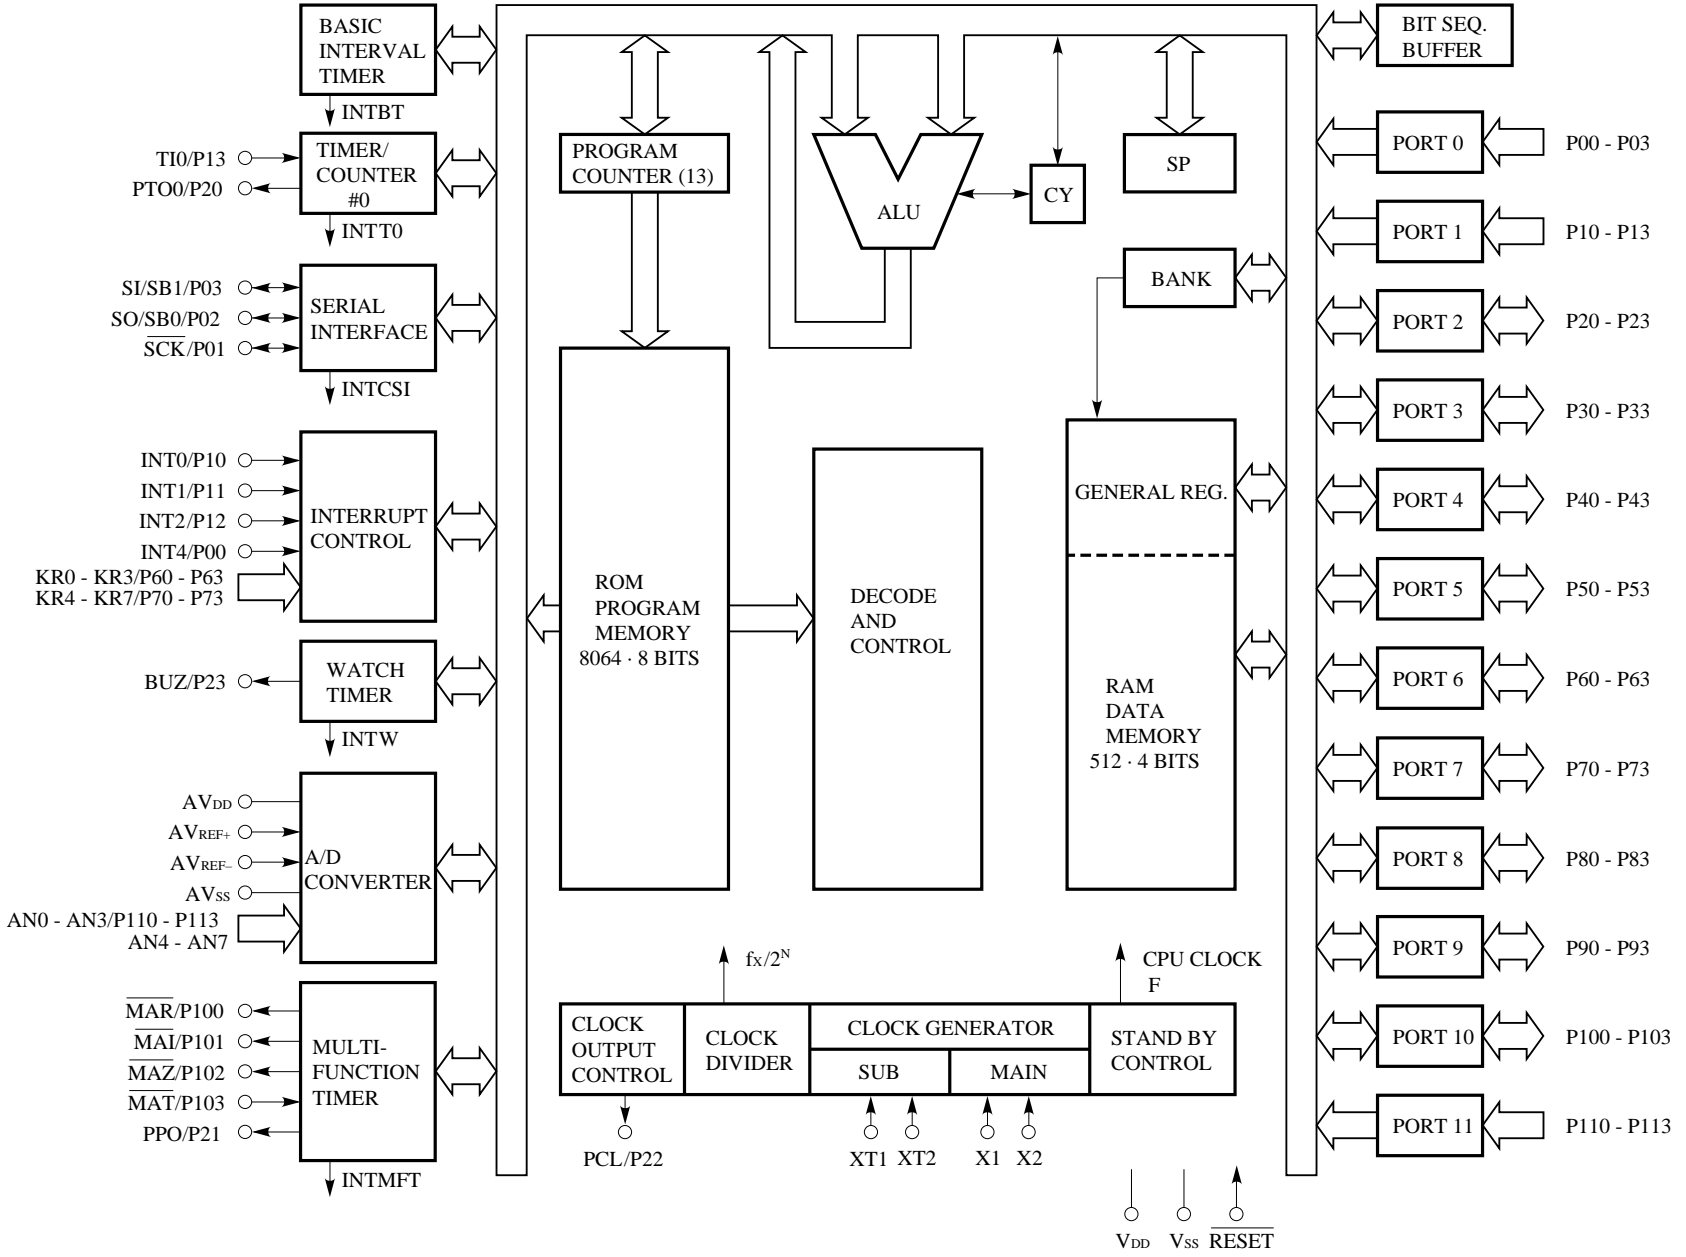 BASIC
INTERVAL
TIMER
INTBT
TI0/P13
PTO0/P20
TIMER/
COUNTER
#0
INTT0
SI/SB1/P03
SO/SB0/P02
SCK/P01
SERIAL
INTERFACE
INTCSI
INT0/P10
INT1/P11
INT2/P12
INT4/P00
KR0 - KR3/P60 - P63
KR4 - KR7/P70 - P73
INTERRUPT
CONTROL
BUZ/P23
WATCH
TIMER
INTW
AVDD
AVREF+
AVREF–
AVSS
AN0 - AN3/P110 - P113
AN4 - AN7
A/D
CONVERTER
MAR/P100
MAI/P101
MAZ/P102
MAT/P103
PPO/P21
MULTI-
FUNCTION
TIMER
INTMFT
PROGRAM
COUNTER (13)
ALU
CY
SP
BANK
ROM
PROGRAM
MEMORY
8064 · 8 BITS
DECODE
AND
CONTROL
GENERAL REG.
RAM
DATA
MEMORY
512 · 4 BITS
fX/2N
CPU CLOCK
F
CLOCK
OUTPUT
CONTROL
CLOCK
DIVIDER
CLOCK GENERATOR
SUB
MAIN
STAND BY
CONTROL
PCL/P22
XT1
XT2
X1
X2
VDD
VSS
RESET
BIT SEQ.
BUFFER
PORT 0
P00 - P03
PORT 1
P10 - P13
PORT 2
P20 - P23
PORT 3
P30 - P33
PORT 4
P40 - P43
PORT 5
P50 - P53
PORT 6
P60 - P63
PORT 7
P70 - P73
PORT 8
P80 - P83
PORT 9
P90 - P93
PORT 10
P100 - P103
PORT 11
P110 - P113